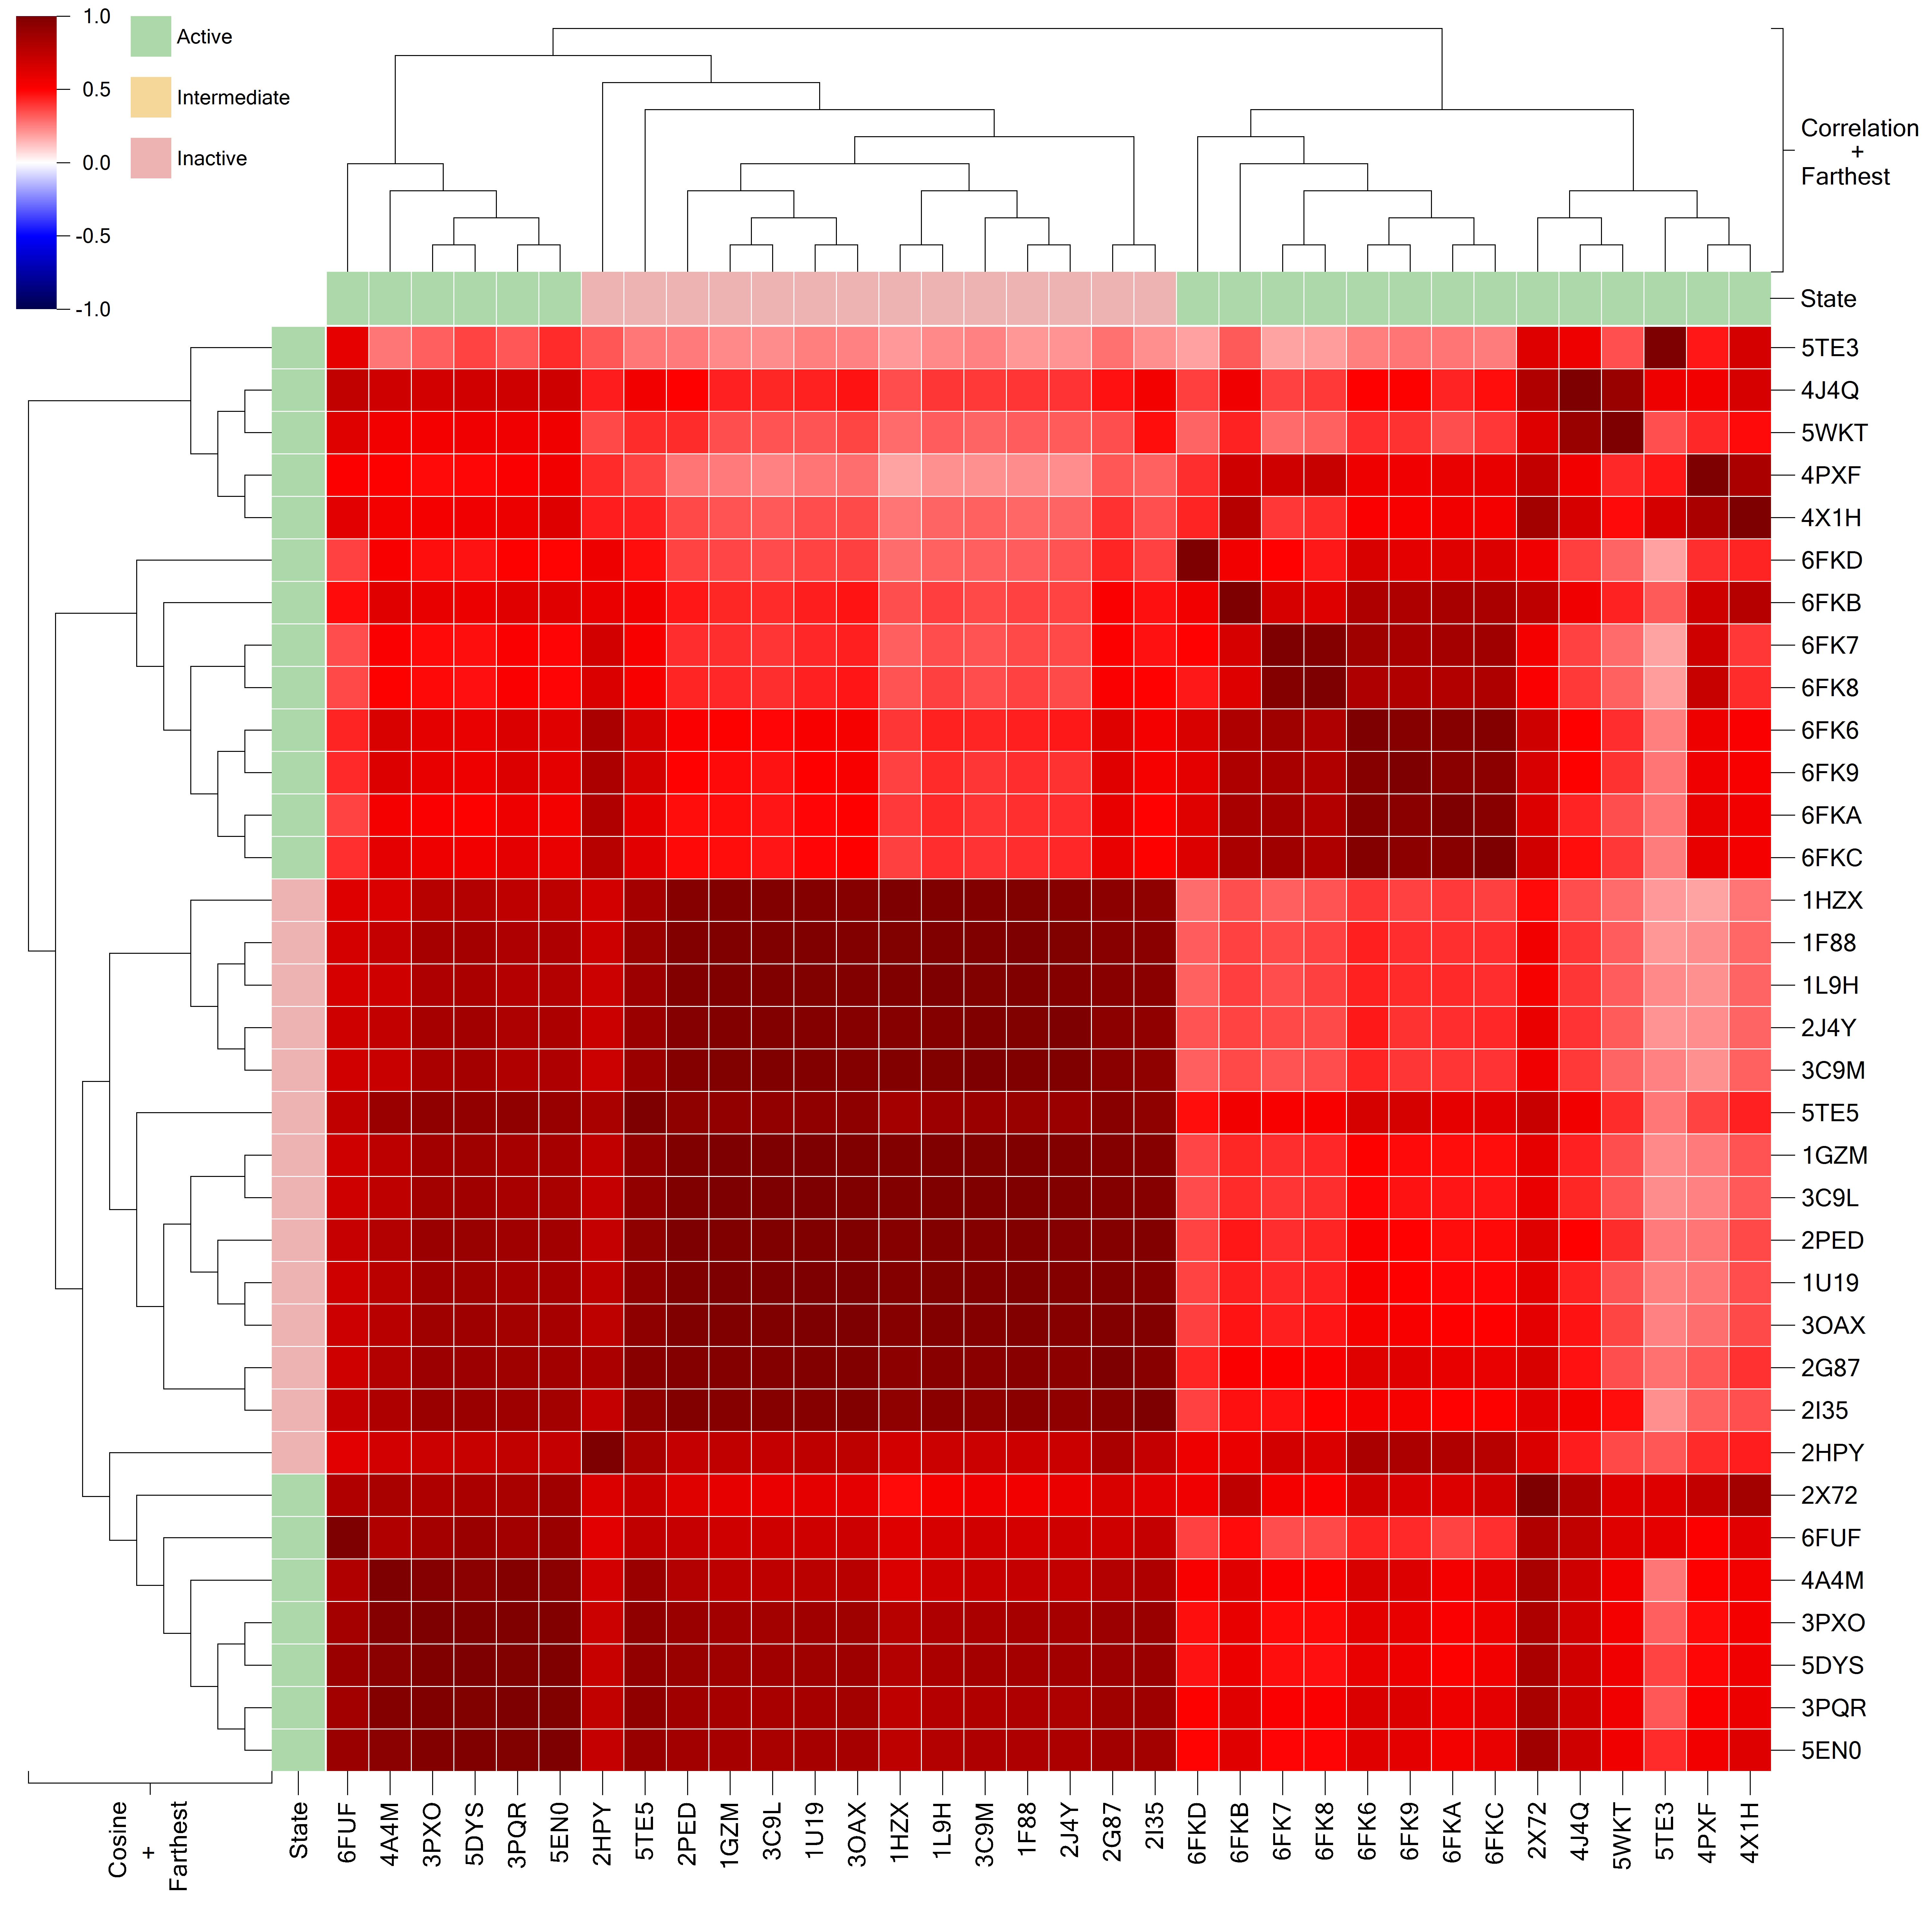 1.0
0.5
0.0
-0.5
-1.0
Active
Intermediate
Inactive
Correlation
+
Farthest
State
5TE3
4J4Q
5WKT
4PXF
4X1H
6FKD
6FKB
6FK7
6FK8
6FK6
6FK9
6FKA
6FKC
1HZX
1F88
1L9H
2J4Y
3C9M
5TE5
1GZM
3C9L
2PED
1U19
3OAX
2G87
2I35
2HPY
2X72
6FUF
4A4M
3PXO
5DYS
3PQR
5EN0
Cosine
+
Farthest
State
6FUF
4A4M
3PXO
5DYS
3PQR
5EN0
2HPY
5TE5
2PED
1GZM
3C9L
1U19
3OAX
1HZX
1L9H
3C9M
1F88
2J4Y
2G87
2I35
6FKD
6FKB
6FK7
6FK8
6FK6
6FK9
6FKA
6FKC
2X72
4J4Q
5WKT
5TE3
4PXF
4X1H